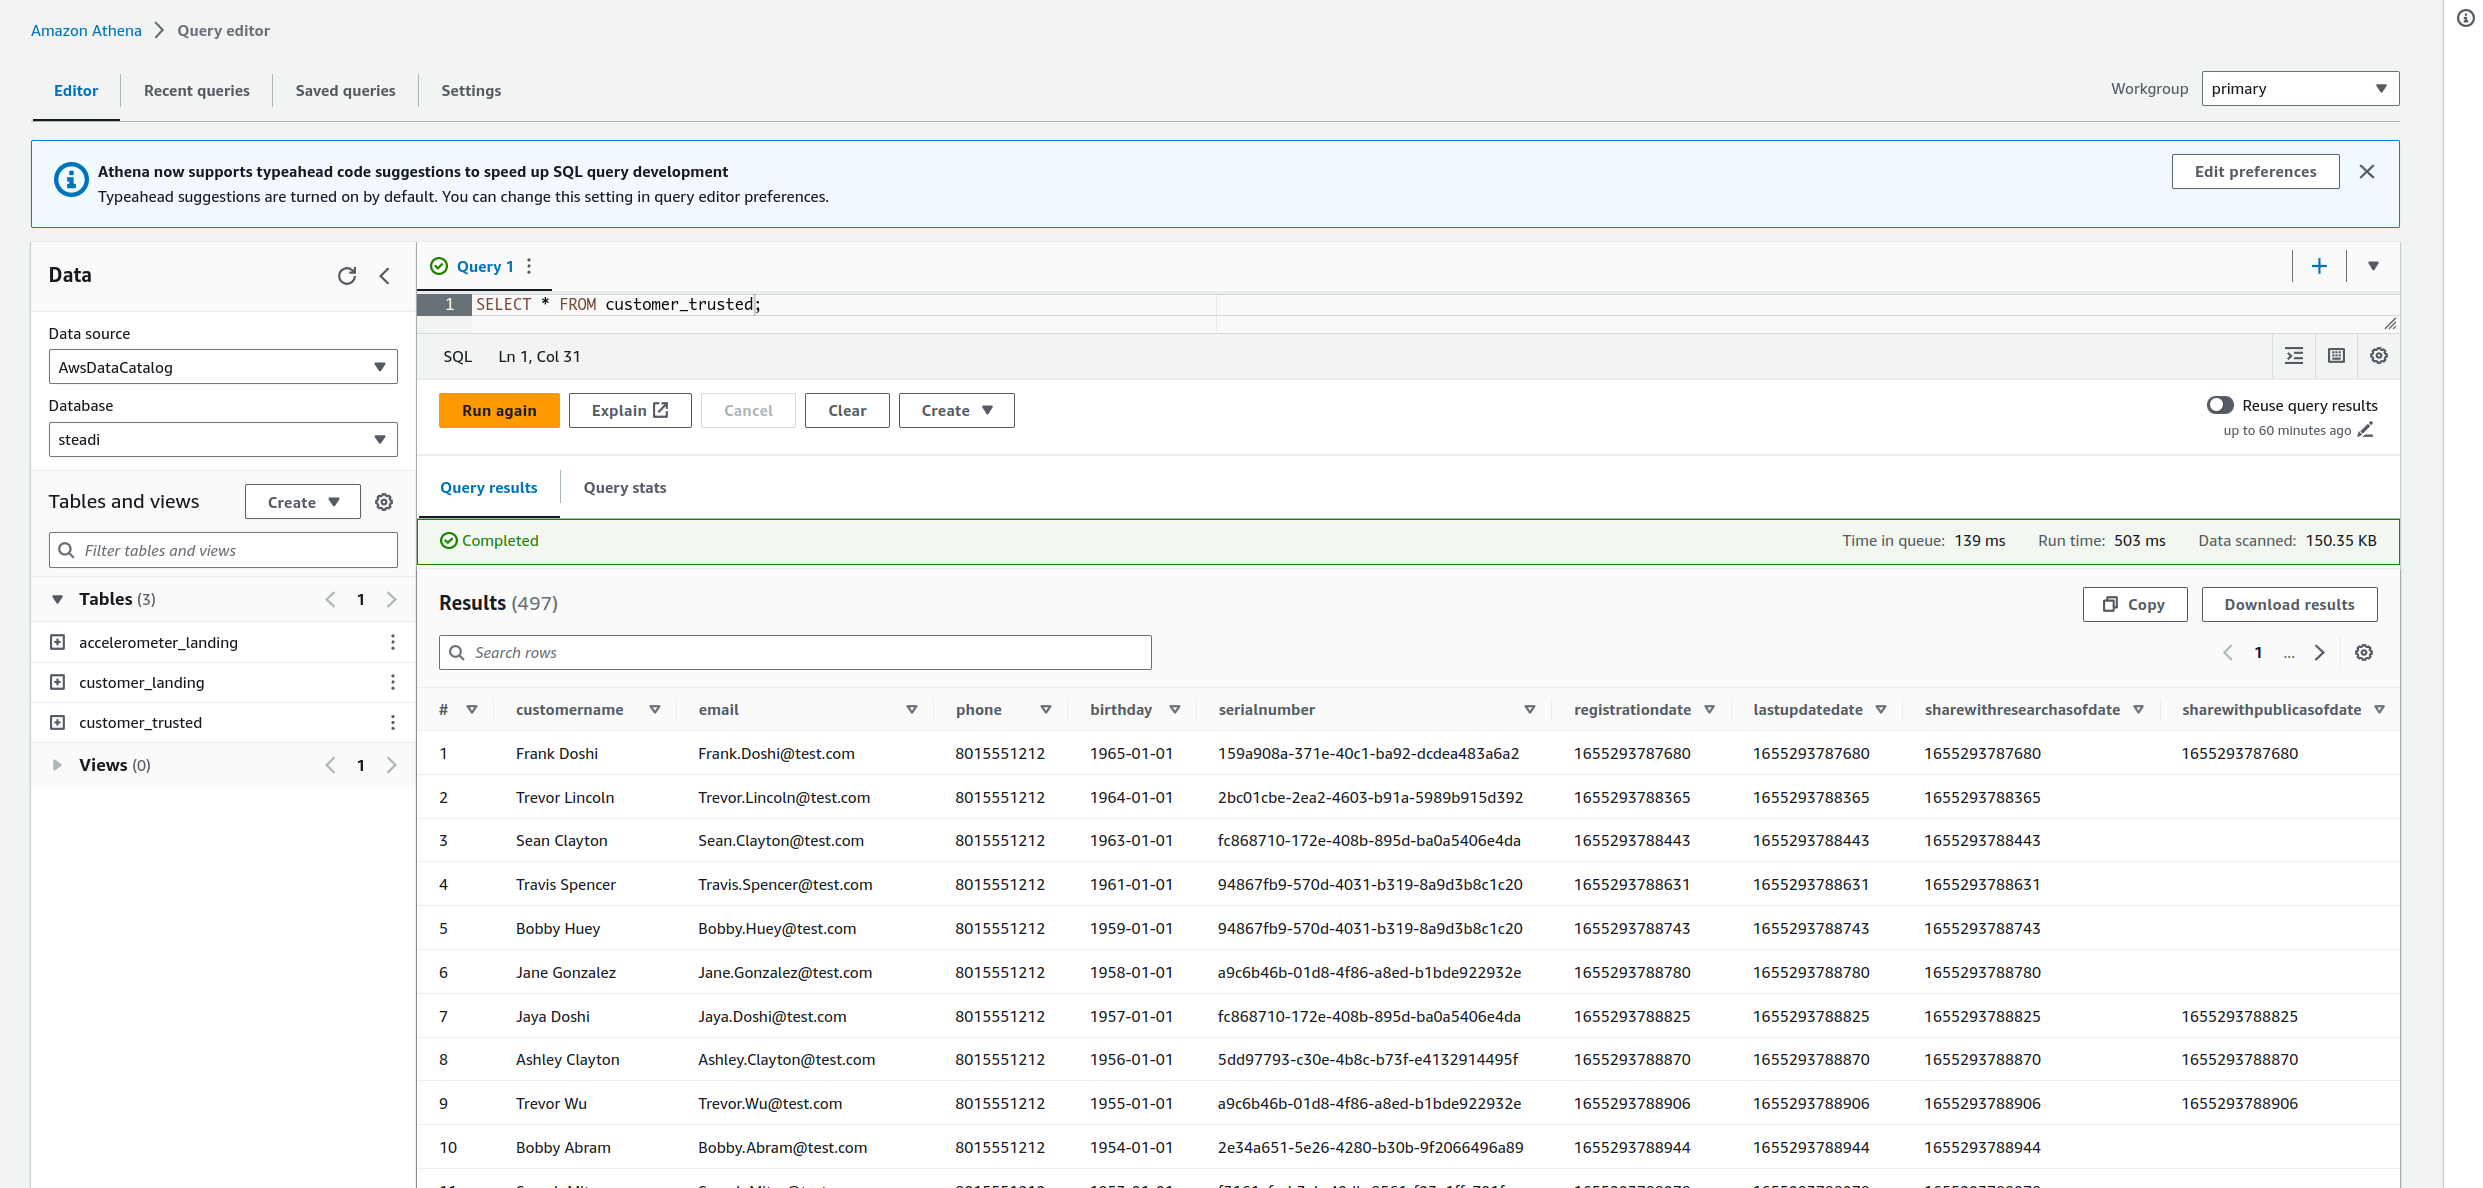 Amazon Athena > Query editor
Editor Recent queries Saved queries Settings Workgroup primary
Athena now supports typeahead code suggestions to speed up SQL query development
Typeahead suggestions are turned on by default. You can change this setting in query editor preferences.
Edit preferences
Data
Data source
AwsDataCatalog
Database
steadi
Tables and views Create
Filter tables and views
Tables (3) 1
accelerometer_landing
customer_landing
customer_trusted
Views (0) 1
Query 1
1 SELECT * FROM customer_trusted;
SQL Ln 1, Col 31
Run again Explain Cancel Clear Create
Reuse query results
up to 60 minutes ago
Query results Query stats
Completed Time in queue: 139 ms Run time: 503 ms Data scanned: 150.35 KB
Results (497) Copy Download results
Search rows 1 ...
# customername email phone birthday serialnumber registrationdate lastupdatedate sharewithresearchasofdate sharewithpublicasofdate
1 Frank Doshi Frank.Doshi@test.com 8015551212 1965-01-01 159a908a-371e-40c1-ba92-dcdea483a6a2 1655293787680 1655293787680 1655293787680 1655293787680
2 Trevor Lincoln Trevor.Lincoln@test.com 8015551212 1964-01-01 2bc01cbe-2ea2-4603-b91a-5989b915d392 1655293788365 1655293788365 1655293788365
3 Sean Clayton Sean.Clayton@test.com 8015551212 1963-01-01 fc868710-172e-408b-895d-ba0a5406e4da 1655293788443 1655293788443 1655293788443
4 Travis Spencer Travis.Spencer@test.com 8015551212 1961-01-01 94867fb9-570d-4031-b319-8a9d3b8c1c20 1655293788631 1655293788631 1655293788631
5 Bobby Huey Bobby.Huey@test.com 8015551212 1959-01-01 94867fb9-570d-4031-b319-8a9d3b8c1c20 1655293788743 1655293788743 1655293788743
6 Jane Gonzalez Jane.Gonzalez@test.com 8015551212 1958-01-01 a9c6b46b-01d8-4f86-a8ed-b1bde922932e 1655293788780 1655293788780 1655293788780
7 Jaya Doshi Jaya.Doshi@test.com 8015551212 1957-01-01 fc868710-172e-408b-895d-ba0a5406e4da 1655293788825 1655293788825 1655293788825 1655293788825
8 Ashley Clayton Ashley.Clayton@test.com 8015551212 1956-01-01 5dd97793-c30e-4b8c-b73f-e4132914495f 1655293788870 1655293788870 1655293788870 1655293788870
9 Trevor Wu Trevor.Wu@test.com 8015551212 1955-01-01 a9c6b46b-01d8-4f86-a8ed-b1bde922932e 1655293788906 1655293788906 1655293788906 1655293788906
10 Bobby Abram Bobby.Abram@test.com 8015551212 1954-01-01 2e34a651-5e26-4280-b30b-9f2066496a89 1655293788944 1655293788944 1655293788944